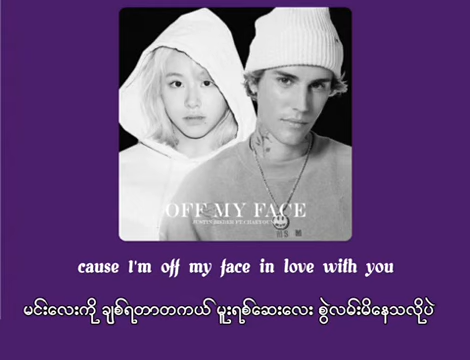 OFF MY FACE
cause I'm off my face in love with you
မင်းလေးကို ချစ်ရတာတကယ် မူးရစ်ဆေးလေး စွဲလမ်းမိနေသလိုပဲ